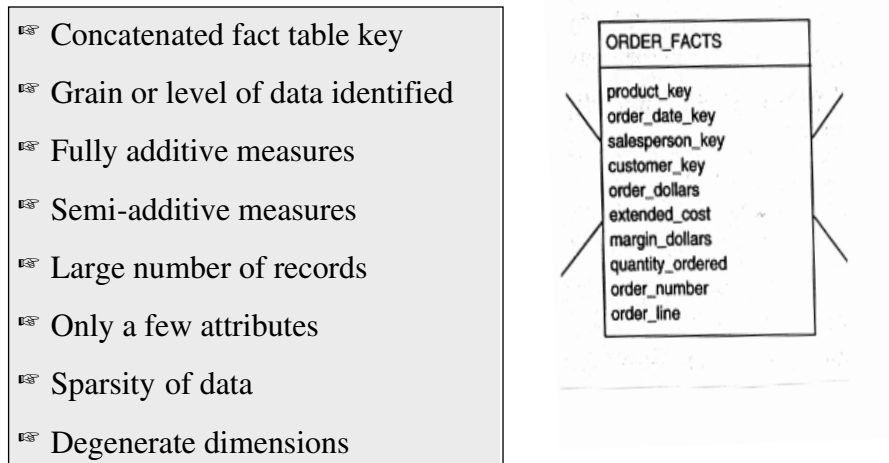 Concatenated fact table key
Grain or level of data identified
Fully additive measures
Semi-additive measures
Large number of records
Only a few attributes
Sparsity of data
Degenerate dimensions
ORDER_FACTS
product_key
order_date_key
salesperson_key
customer_key
order_dollars
extended_cost
margin_dollars
quantity_ordered
order_number
order_line